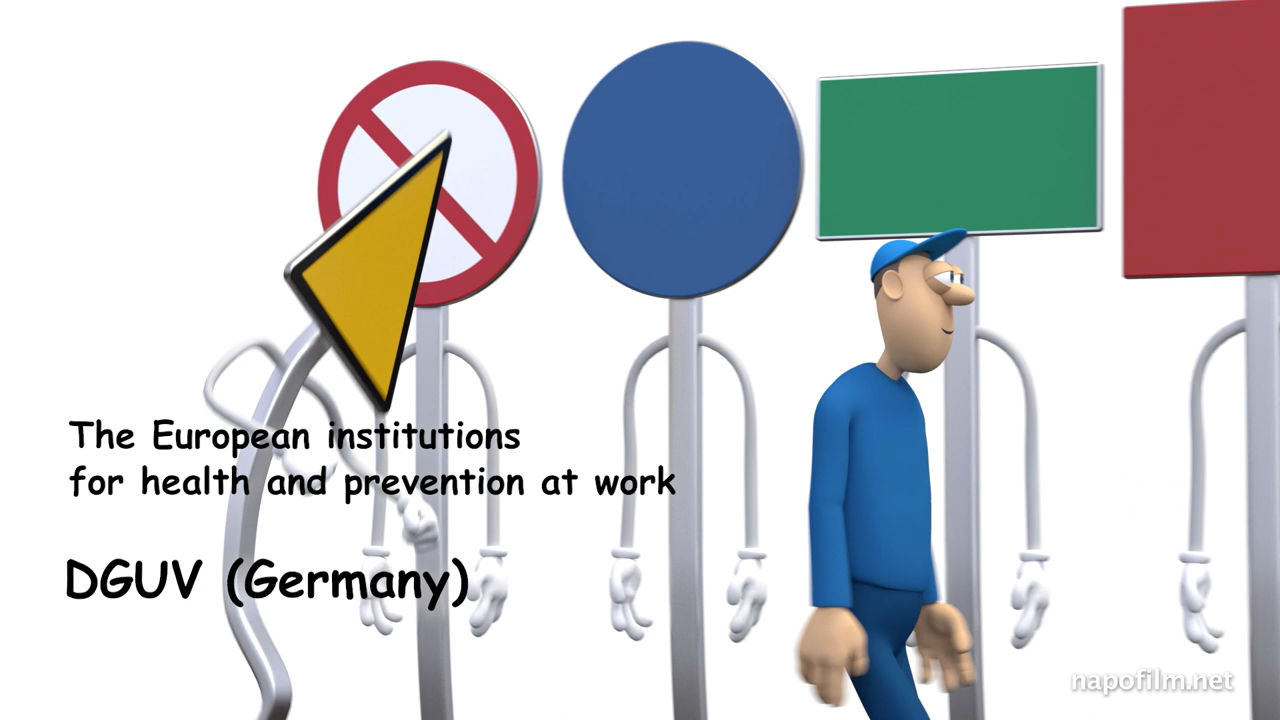 The European institutions
for health and prevention at work
DGUV (Germany)
napofilm.net